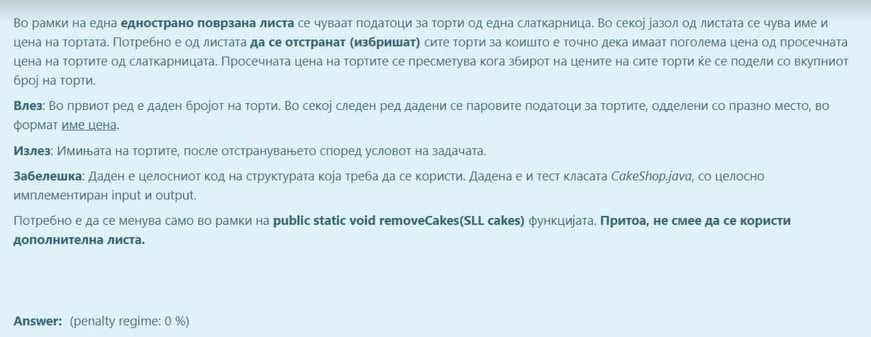 Во рамки на една еднострано поврзана листа се чуваат податоци за торти од една слаткарница. Во секој јазол од листата се чува име и
цена на тортата. Потребно е од листата да се отстранат (избришат) сите торти за коишто е точно дека имаат поголема цена од просечната
цена на тортите од слаткарницата. Просечната цена на тортите се пресметува кога збирот на цените на сите торти ќе се подели со вкупниот
број на торти.
Влез: Во првиот ред е даден бројот на торти. Во секој следен ред дадени се паровите податоци за тортите, одделени со празно место, во
формат име цена.
Излез: Имињата на тортите, после отстранувањето според условот на задачата.
Забелешка: Даден е целосниот код на структурата која треба да се користи. Дадена е и тест класата CakeShop.java, со целосно
имплементиран input и output.
Потребно е да се менува само во рамки на public static void removeCakes(SLL cakes) функцијата. Притоа, не смее да се користи
дополнителна листа.
Answer: (penalty regime: 0 %)